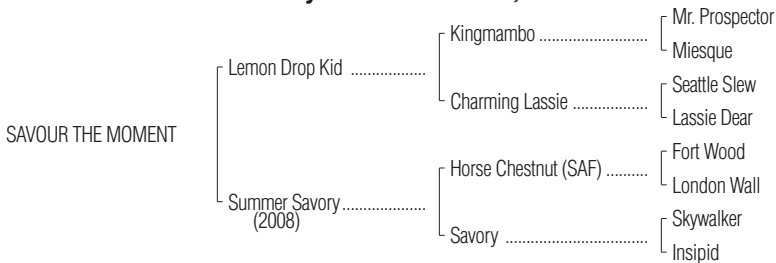 Mr. Prospector
Kingmambo ..................
Miesque
Lemon Drop Kid ..................
Seattle Slew
Charming Lassie ..................
Lassie Dear
SAVOUR THE MOMENT
Fort Wood
Horse Chestnut (SAF) ..........
London Wall
Summer Savory ....................
(2008)
Skywalker
Savory ..................................
Insipid